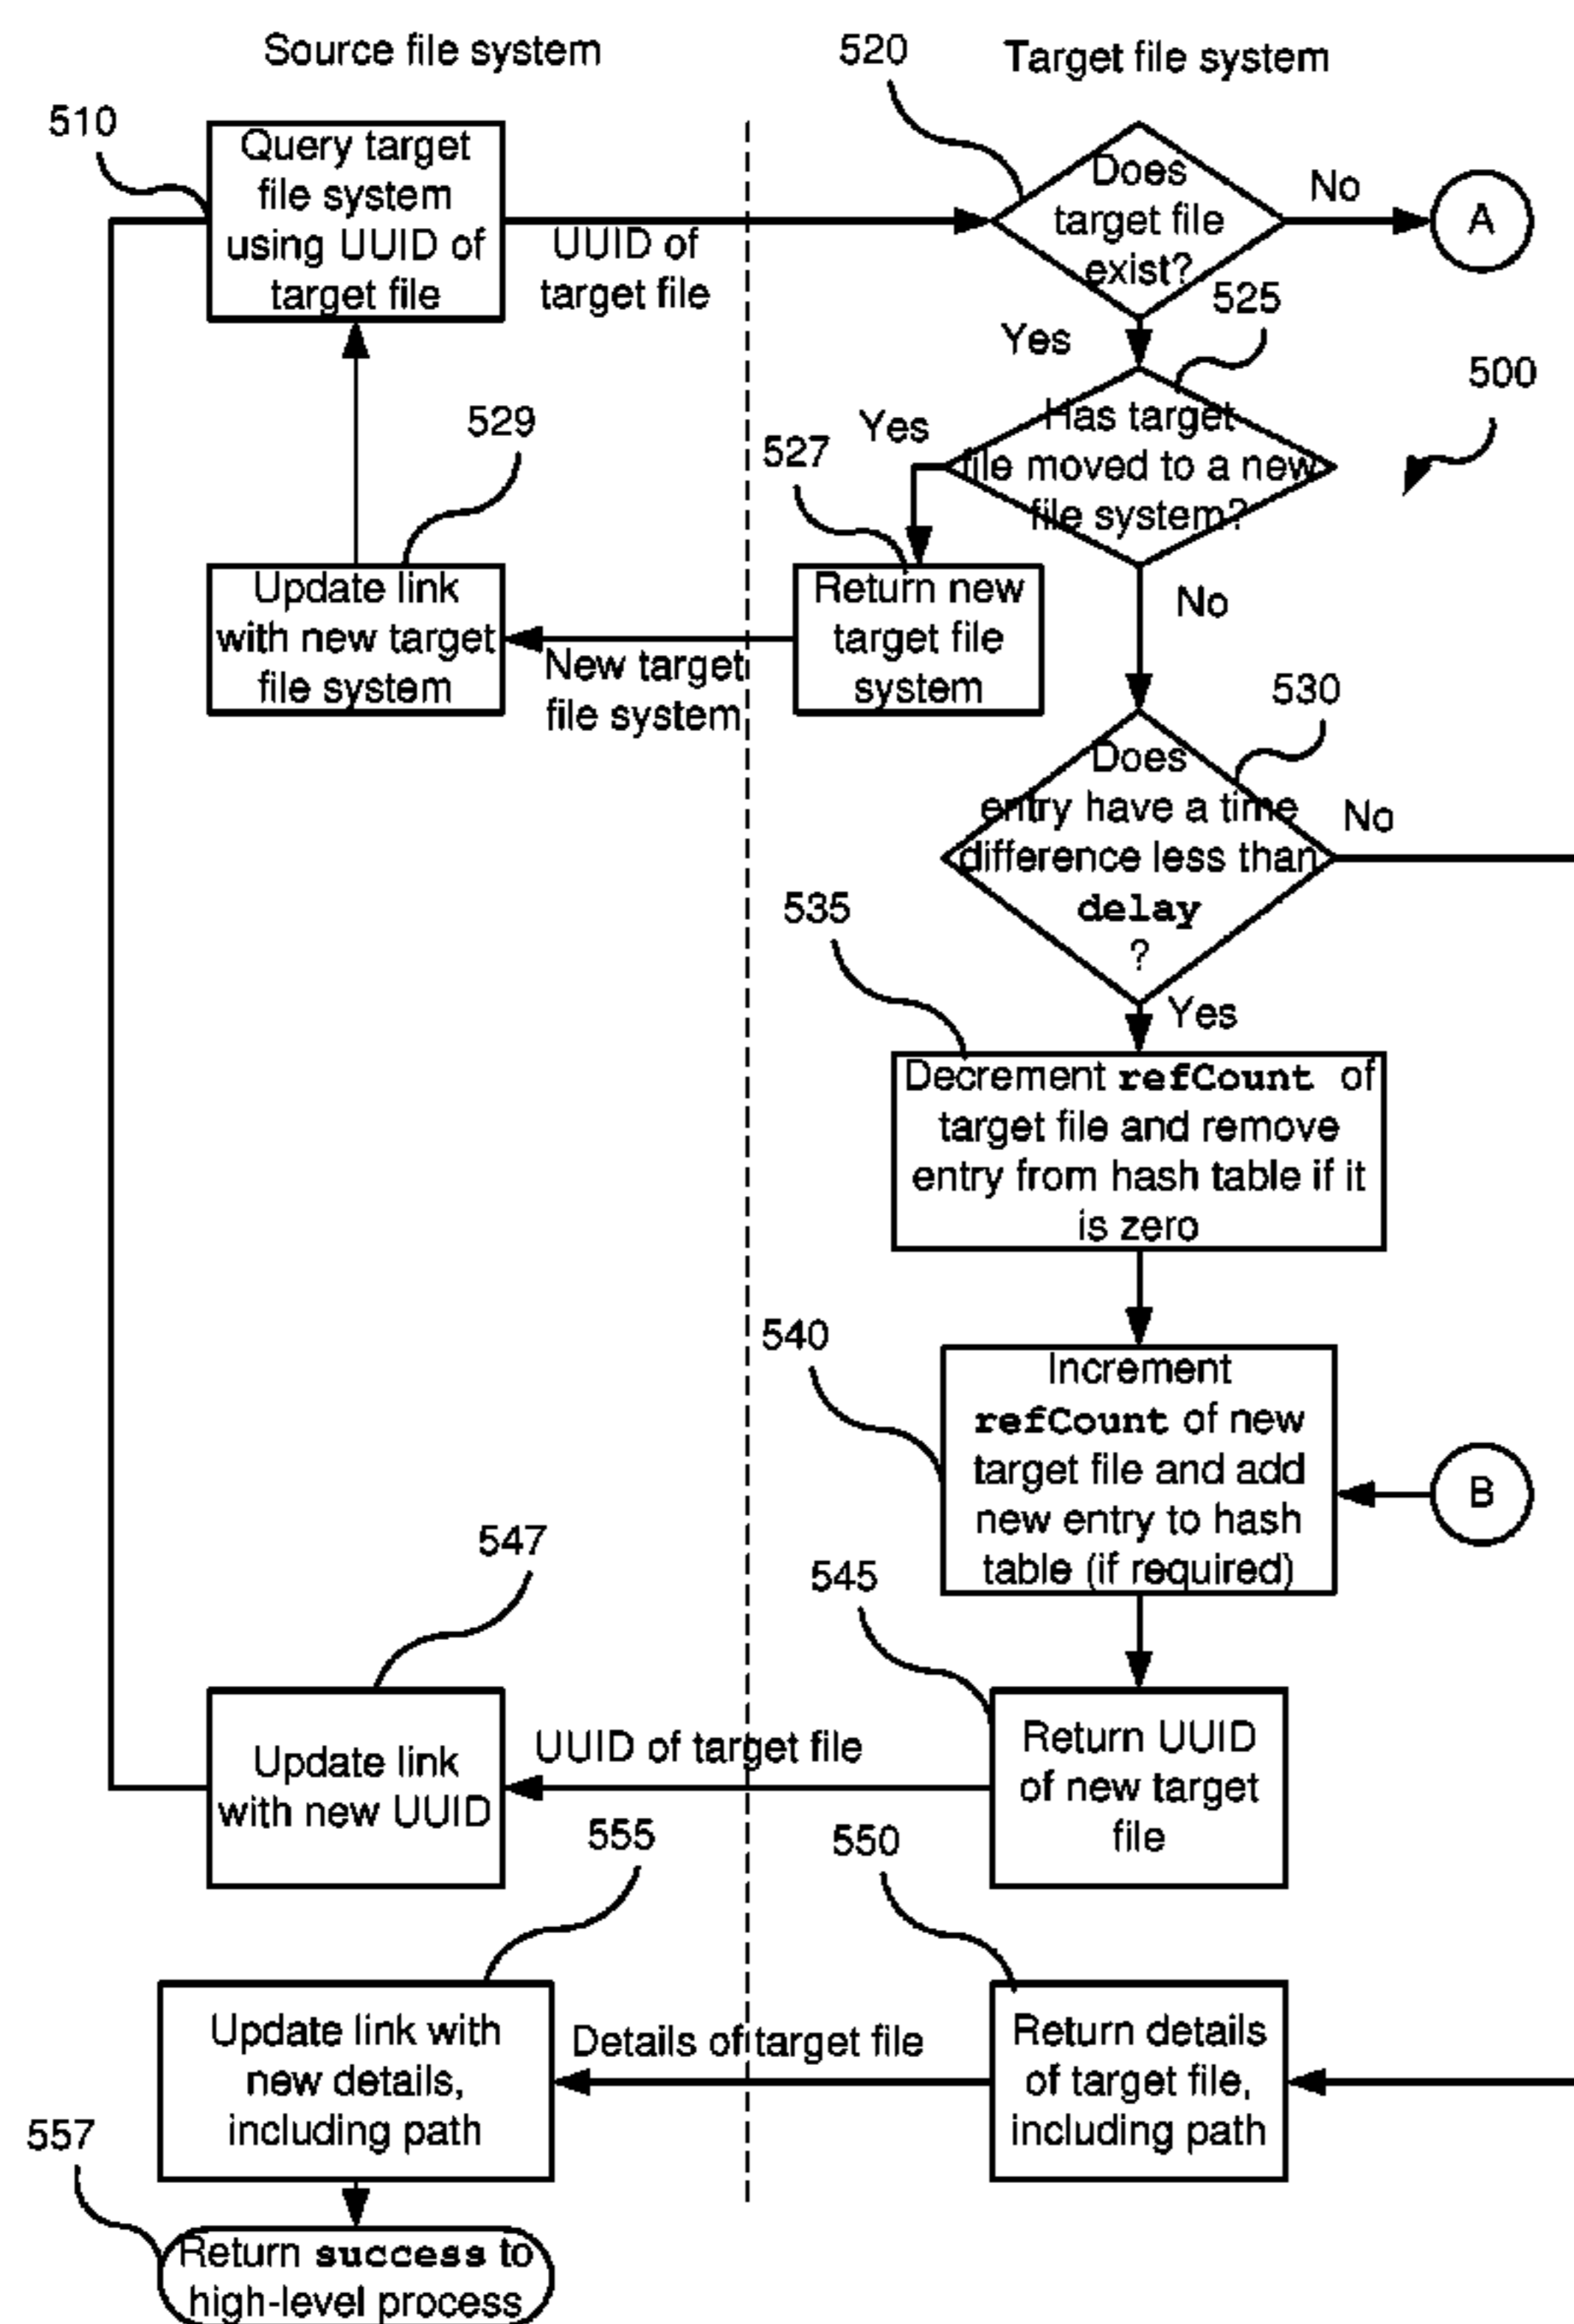 Source file system
Target file system
520
510
Query target
file system
using UUID of
target file
UUID of
target file
Does
target file
exist?
No
A
Yes
525
500
Has target
file moved to a new
file system?
Yes
527
529
Update link
with new target
file system
New target
file system
Return new
target file
system
No
530
Does
entry have a time
difference less than
delay
?
No
Yes
535
Decrement refCount of
target file and remove
entry from hash table if it
is zero
540
Increment
refCount of new
target file and add
new entry to hash
table (if required)
B
547
545
Update link
with new UUID
UUID of target file
Return UUID
of new target
file
555
550
Update link with
new details,
including path
Details of target file
Return details
of target file,
including path
557
Return success to
high-level process